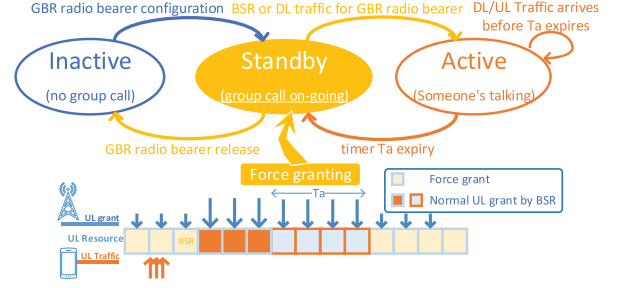 GBR radio bearer configuration
BSR or DL traffic for GBR radio bearer
DL/UL Traffic arrives
before Ta expires
Inactive
(no group call)
Standby
(group call on-going)
Active
(Someone's talking)
GBR radio bearer release
timer Ta expiry
Force granting
Ta
Force grant
Normal UL grant by BSR
UL grant
UL Resource
BSR
UL Traffic